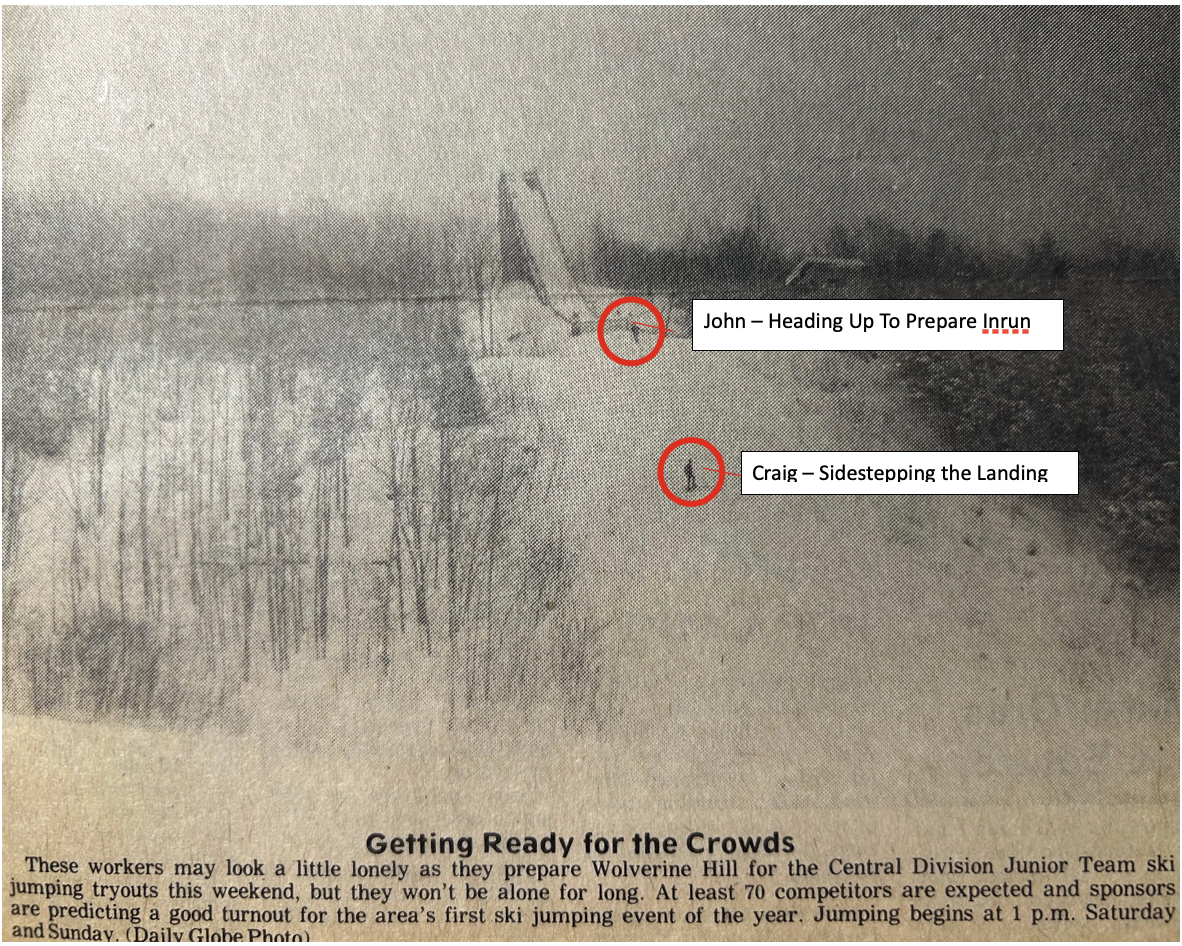 John – Heading Up To Prepare Inrun
Craig – Sidestepping the Landing
Getting Ready for the Crowds
These workers may look a little lonely as they prepare Wolverine Hill for the Central Division Junior Team ski
jumping tryouts this weekend, but they won't be alone for long. At least 70 competitors are expected and sponsors
are predicting a good turnout for the area's first ski jumping event of the year. Jumping begins at 1 p.m. Saturday
and Sunday. (Daily Globe Photo)